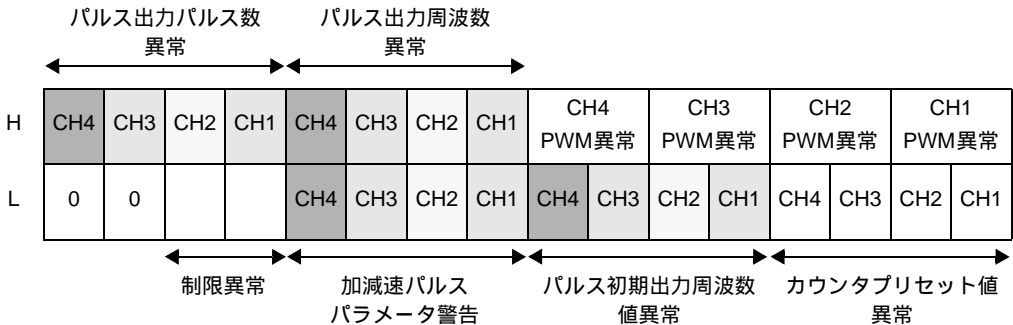 パルス出力パルス数 パルス出力周波数
異常 異常
H CH4 CH3 CH2 CH1 CH4 CH3 CH2 CH1 CH4 CH3 CH2 CH1
PWM異常 PWM異常 PWM異常 PWM異常
L 0 0 CH4 CH3 CH2 CH1 CH4 CH3 CH2 CH1 CH4 CH3 CH2 CH1
制限異常 加減速パルス パルス初期出力周波数 カウンタプリセット値
パラメータ警告 値異常 異常